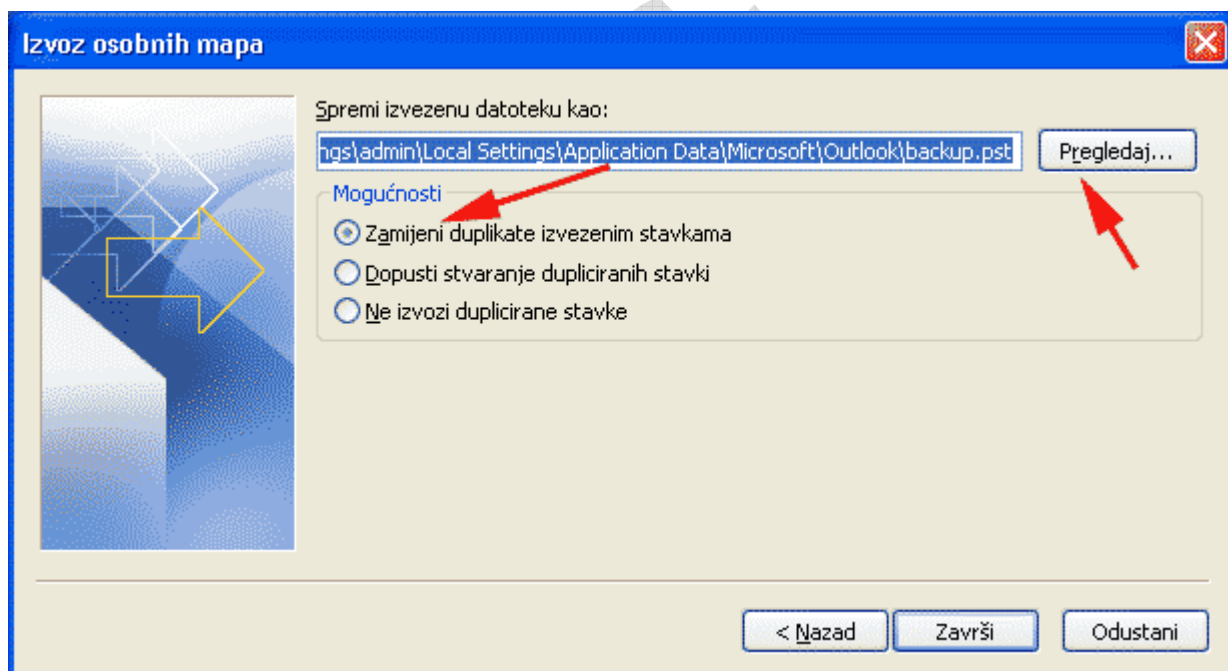 Izvoz osobnih mapa
Spremi izvezenu datoteku kao:
ngs\admin\Local Settings\Application Data\Microsoft\Outlook\backup.pst
Pregledaj...
Mogućnosti
Zamijeni duplikate izvezenim stavkama
Dopusti stvaranje dupliciranih stavki
Ne izvozi duplicirane stavke
< Nazad
Završi
Odustani